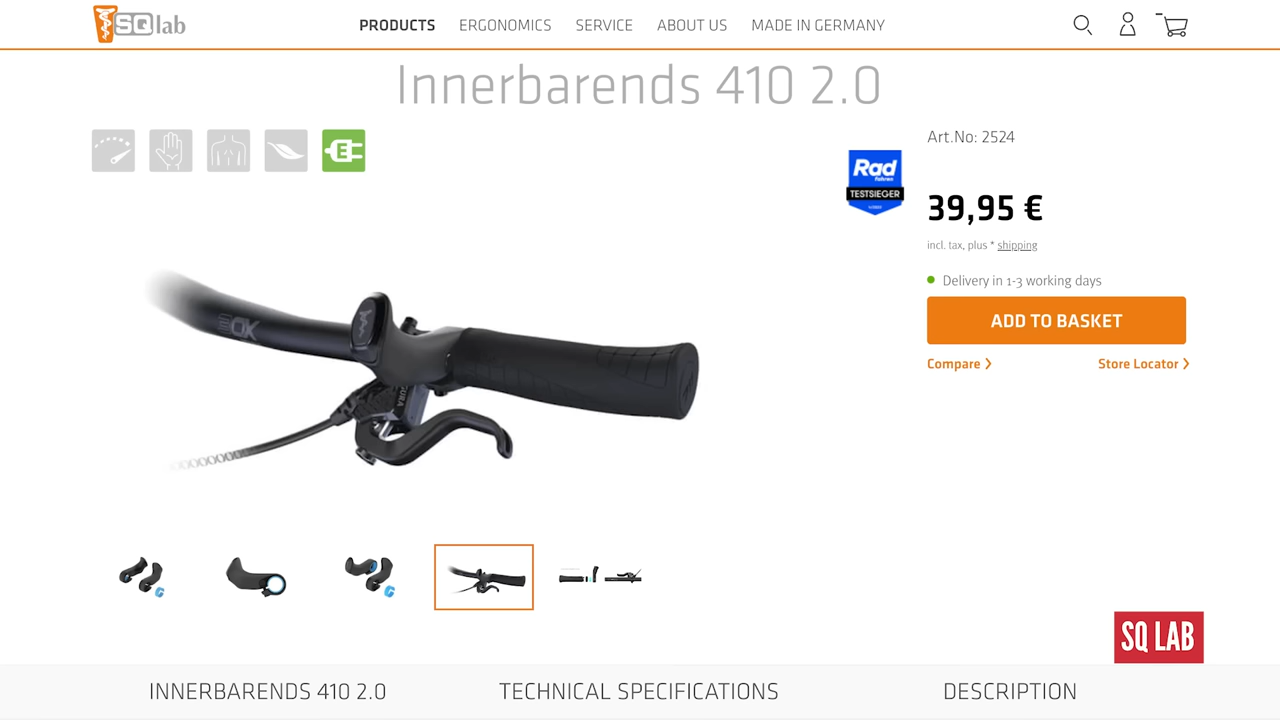 SQlab
PRODUCTS ERGONOMICS SERVICE ABOUT US MADE IN GERMANY
Innerbarends 410 2.0
E
Art.No: 2524
Rad
fahren
TESTSIEGER
39,95 €
incl. tax, plus * shipping
Delivery in 1-3 working days
ADD TO BASKET
Compare
Store Locator
SQ LAB
INNERBARENDS 410 2.0 TECHNICAL SPECIFICATIONS DESCRIPTION